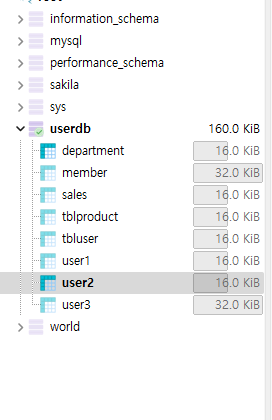 information_schema
mysql
performance_schema
sakila
sys
userdb 160.0 KiB
department 16.0 KiB
member 32.0 KiB
sales 16.0 KiB
tblproduct 16.0 KiB
tbluser 16.0 KiB
user1 16.0 KiB
user2 16.0 KiB
user3 32.0 KiB
world